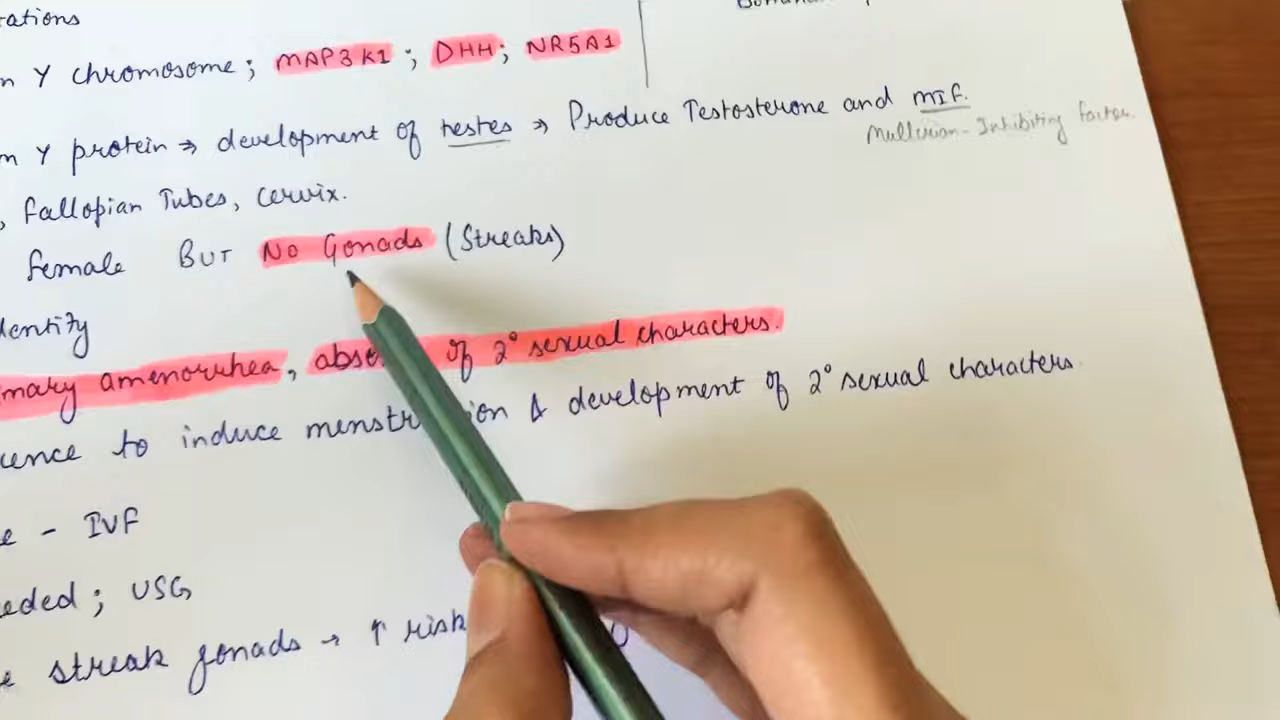 rations
n Y chromosome; MAP3K1; DHH; NR5A1
m Y protein ⇒ development of testes ⇒ Produce Testosterone and MIF.
Mullerian-Inhibiting factor.
, Fallopian Tubes, cervix.
female BUT No Gonads (Streaks)
dentity
mary amenorrhea, abse of 2° sexual characters.
uence to induce menstr ion & development of 2° sexual characters.
e - IVF
eeded; USG
e streak gonads → ↑ risk